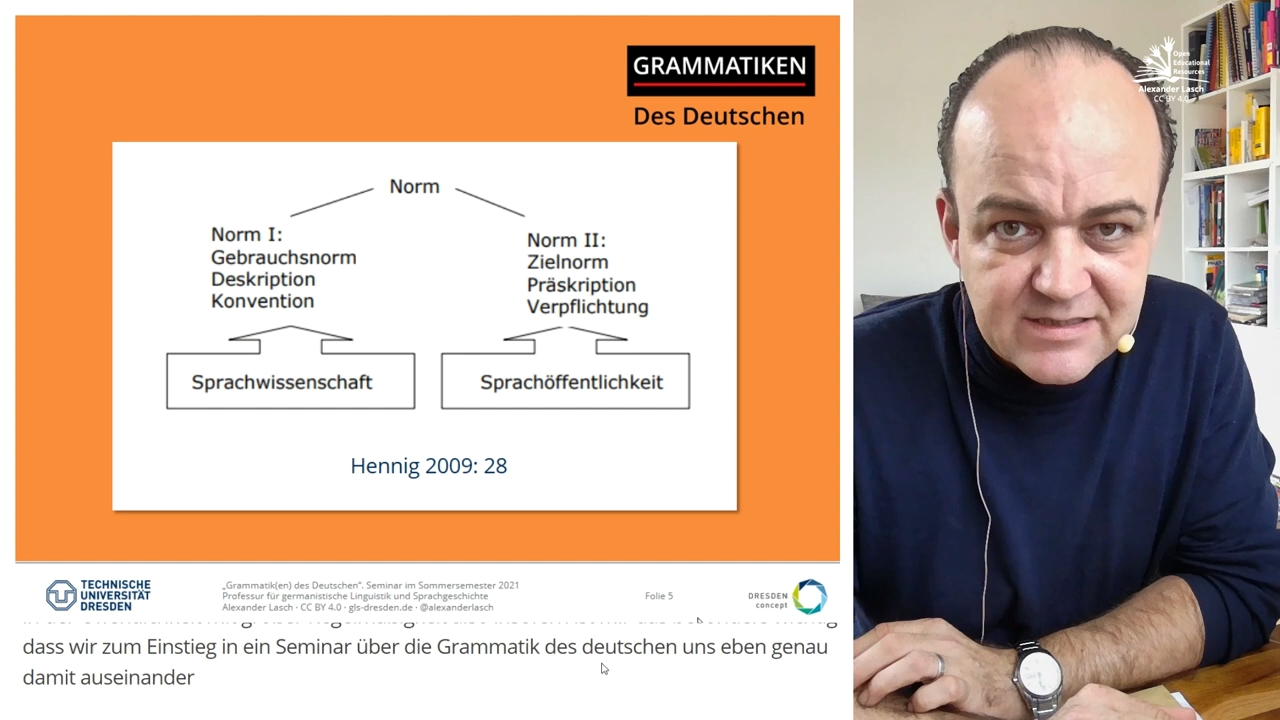 GRAMMATIKEN
Des Deutschen
Norm
Norm I:
Gebrauchsnorm
Deskription
Konvention
Norm II:
Zielnorm
Präskription
Verpflichtung
Sprachwissenschaft
Sprachöffentlichkeit
Hennig 2009: 28
TECHNISCHE
UNIVERSITÄT
DRESDEN
„Grammatik(en) des Deutschen“. Seminar im Sommersemester 2021
Professur für germanistische Linguistik und Sprachgeschichte
Alexander Lasch · CC BY 4.0 · gls-dresden.de · @alexanderlasch
Folie 5
DRESDEN
concept
dass wir zum Einstieg in ein Seminar über die Grammatik des deutschen uns eben genau
damit auseinander
Open
Educational
Resources
Alexander Lasch
CC BY 4.0